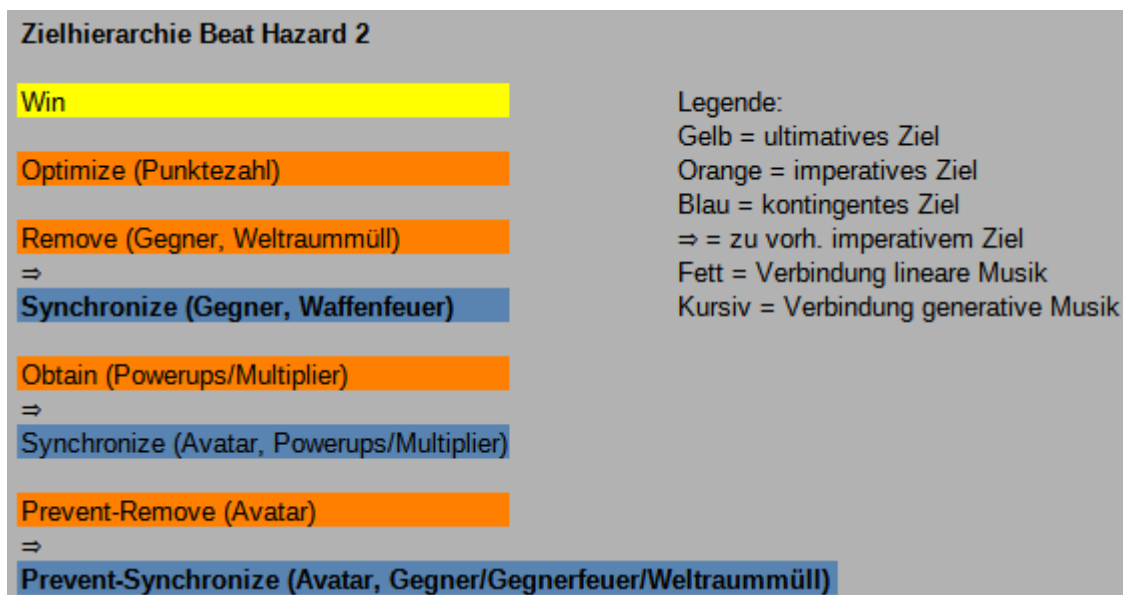 Zielhierarchie Beat Hazard 2
Win
Optimize (Punktezahl)
Remove (Gegner, Weltraummüll)
⇒
Synchronize (Gegner, Waffenfeuer)
Obtain (Powerups/Multiplier)
⇒
Synchronize (Avatar, Powerups/Multiplier)
Prevent-Remove (Avatar)
⇒
Prevent-Synchronize (Avatar, Gegner/Gegnerfeuer/Weltraummüll)
Legende:
Gelb = ultimatives Ziel
Orange = imperatives Ziel
Blau = kontingentes Ziel
⇒ = zu vorh. imperativem Ziel
Fett = Verbindung lineare Musik
Kursiv = Verbindung generative Musik